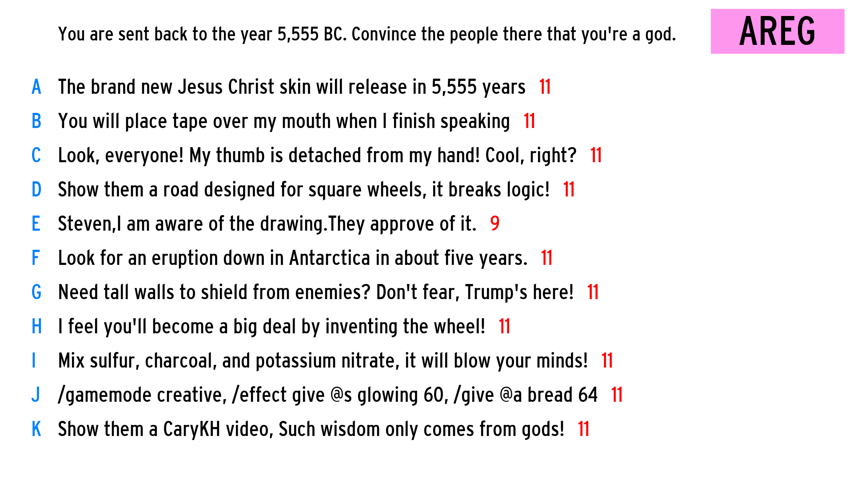 You are sent back to the year 5,555 BC. Convince the people there that you're a god.
AREG
A The brand new Jesus Christ skin will release in 5,555 years 11
B You will place tape over my mouth when I finish speaking 11
C Look, everyone! My thumb is detached from my hand! Cool, right? 11
D Show them a road designed for square wheels, it breaks logic! 11
E Steven,I am aware of the drawing.They approve of it. 9
F Look for an eruption down in Antarctica in about five years. 11
G Need tall walls to shield from enemies? Don't fear, Trump's here! 11
H I feel you'll become a big deal by inventing the wheel! 11
I Mix sulfur, charcoal, and potassium nitrate, it will blow your minds! 11
J /gamemode creative, /effect give @s glowing 60, /give @a bread 64 11
K Show them a CaryKH video, Such wisdom only comes from gods! 11